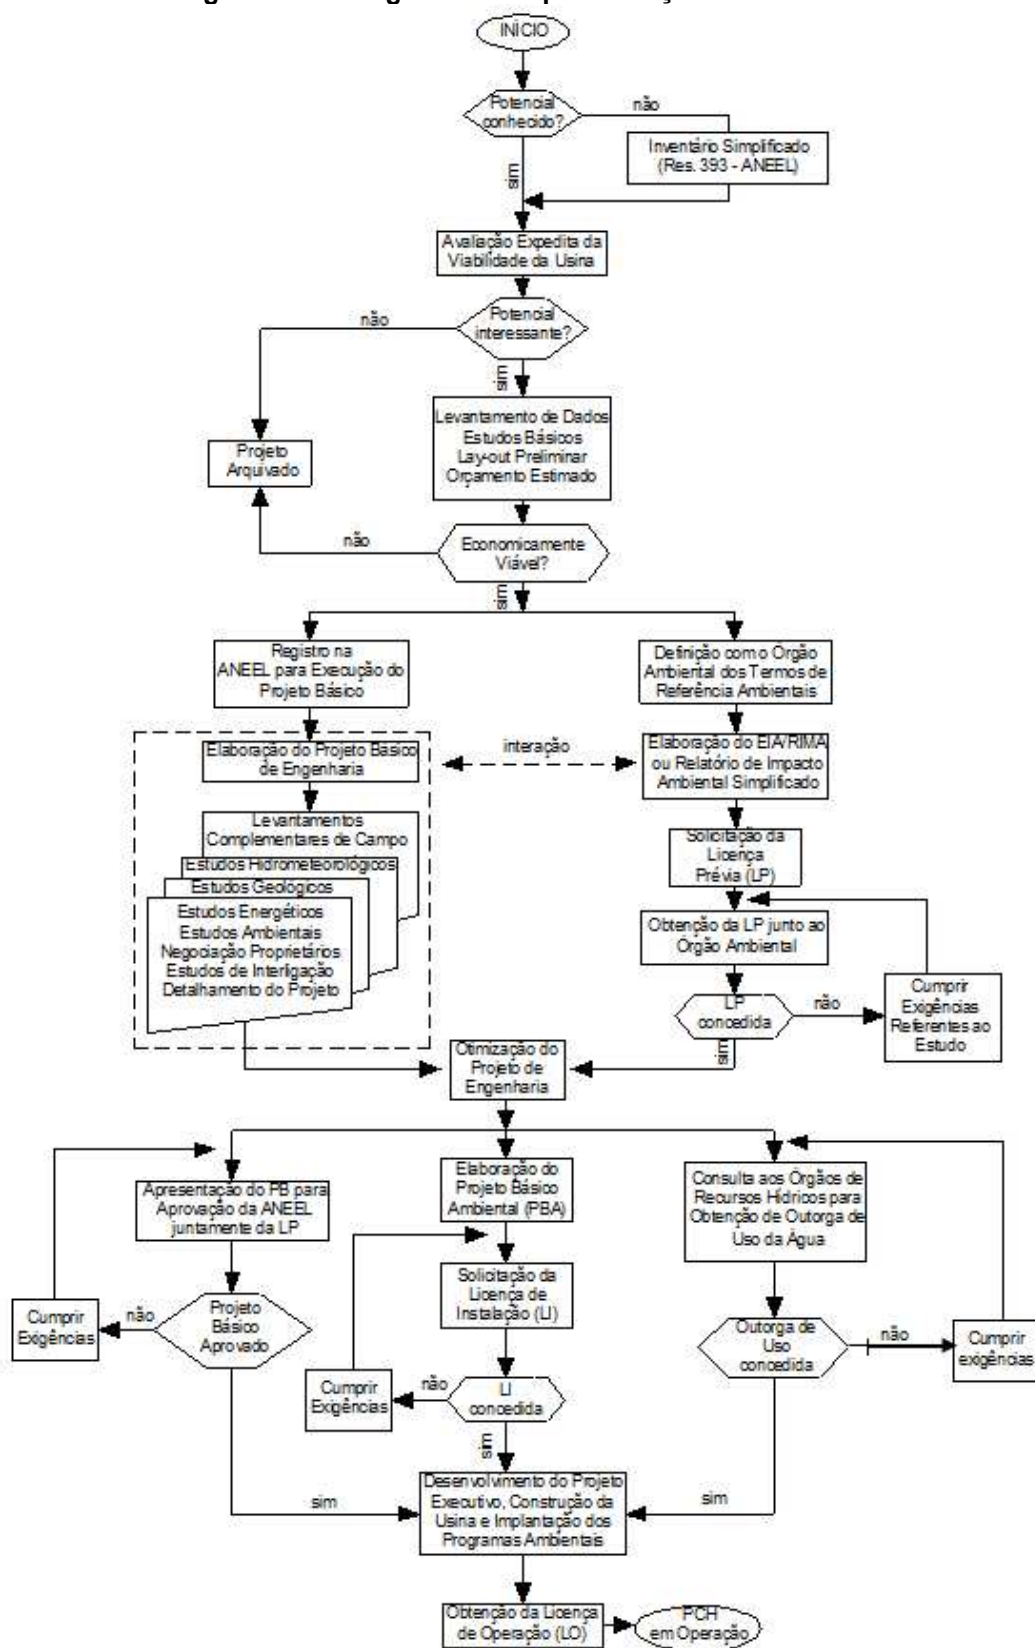 INÍCIO
Potencial
conhecido?
não
sim
Inventário Simplificado
(Res. 393 - ANEEL)
Avaliação Expedita da
Viabilidade da Usina
Potencial
interessante?
não
sim
Levantamento de Dados
Estudos Básicos
Lay-out Preliminar
Orçamento Estimado
Projeto
Arquivado
Economicamente
Viável?
não
sim
Registro na
ANEEL para Execução do
Projeto Básico
Definição com o Órgão
Ambiental dos Termos de
Referência Ambientais
Elaboração do Projeto Básico
de Engenharia
interação
Elaboração do EIA/RIMA
ou Relatório de Impacto
Ambiental Simplificado
Levantamentos
Complementares de Campo
Estudos Hidrometeorológicos
Estudos Geológicos
Estudos Energéticos
Estudos Ambientais
Negociação Proprietários
Estudos de Interligação
Detalhamento do Projeto
Solicitação da
Licença
Prévia (LP)
Obtenção da LP junto ao
Órgão Ambiental
LP
concedida
não
sim
Cumprir
Exigências
Referentes ao
Estudo
Otimização do
Projeto de
Engenharia
Apresentação do PB para
Aprovação da ANEEL
juntamente da LP
Elaboração do
Projeto Básico
Ambiental (PBA)
Consulta aos Órgãos de
Recursos Hídricos para
Obtenção de Outorga de
Uso da Água
Solicitação da
Licença de
Instalação (LI)
Cumprir
Exigências
não
Projeto
Básico
Aprovado
Outorga de
Uso
concedida
não
Cumprir
exigências
Cumprir
Exigências
não
LI
concedida
sim
sim
Desenvolvimento do Projeto
Executivo, Construção da
Usina e Implantação dos
Programas Ambientais
sim
Obtenção da Licença
de Operação (LO)
PCH
em Operação